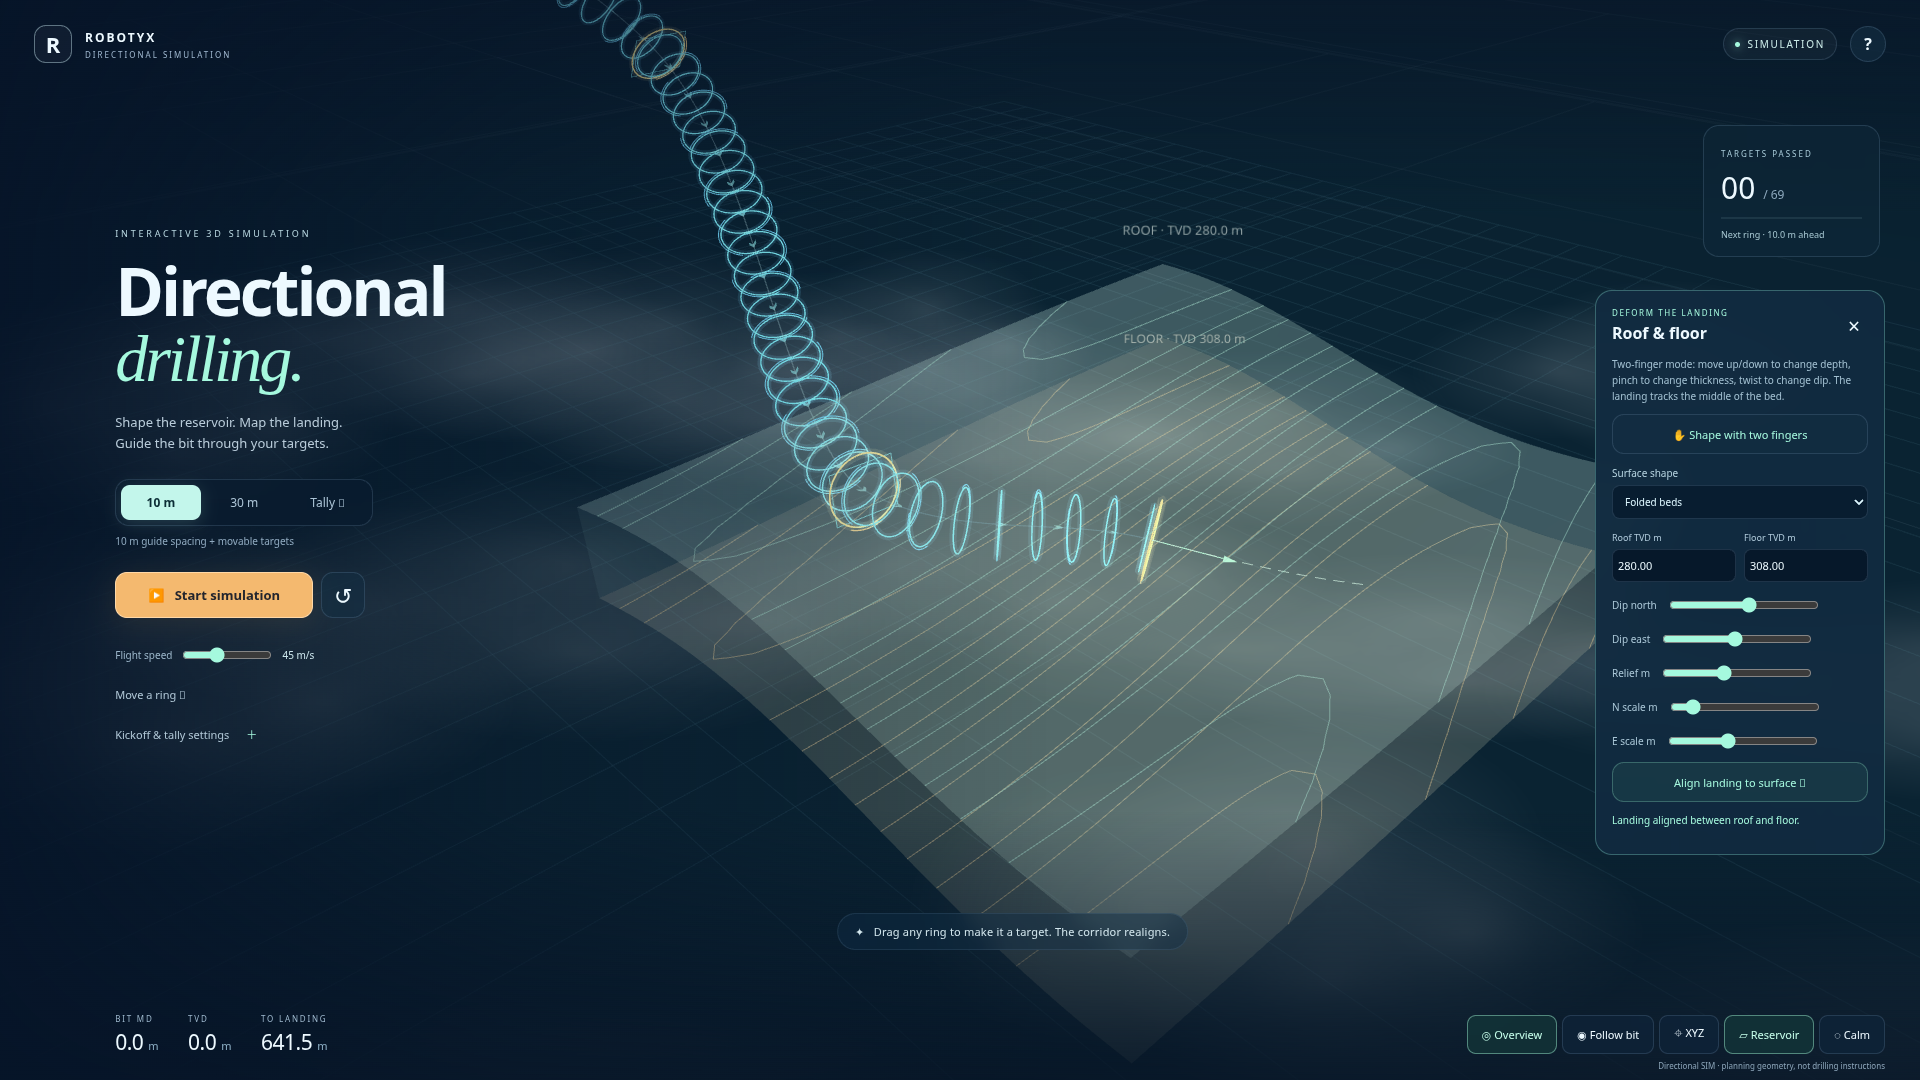 R
ROBOTYX
DIRECTIONAL SIMULATION
SIMULATION
?
TARGETS PASSED
00 / 69
Next ring · 10.0 m ahead
INTERACTIVE 3D SIMULATION
Directional
drilling.
Shape the reservoir. Map the landing.
Guide the bit through your targets.
10 m
30 m
Tally
10 m guide spacing + movable targets
Start simulation
Flight speed
45 m/s
Move a ring
Kickoff & tally settings +
ROOF · TVD 280.0 m
FLOOR · TVD 308.0 m
DEFORM THE LANDING
Roof & floor
Two-finger mode: move up/down to change depth,
pinch to change thickness, twist to change dip. The
landing tracks the middle of the bed.
Shape with two fingers
Surface shape
Folded beds
Roof TVD m
Floor TVD m
280.00
308.00
Dip north
Dip east
Relief m
N scale m
E scale m
Align landing to surface
Landing aligned between roof and floor.
Drag any ring to make it a target. The corridor realigns.
BIT MD
TVD
TO LANDING
0.0 m
0.0 m
641.5 m
Overview
Follow bit
XYZ
Reservoir
Calm
Directional SIM · planning geometry, not drilling instructions